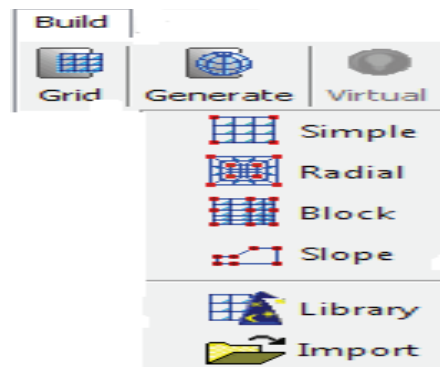 Build
Grid Generate Virtual
Simple
Radial
Block
Slope
Library
Import